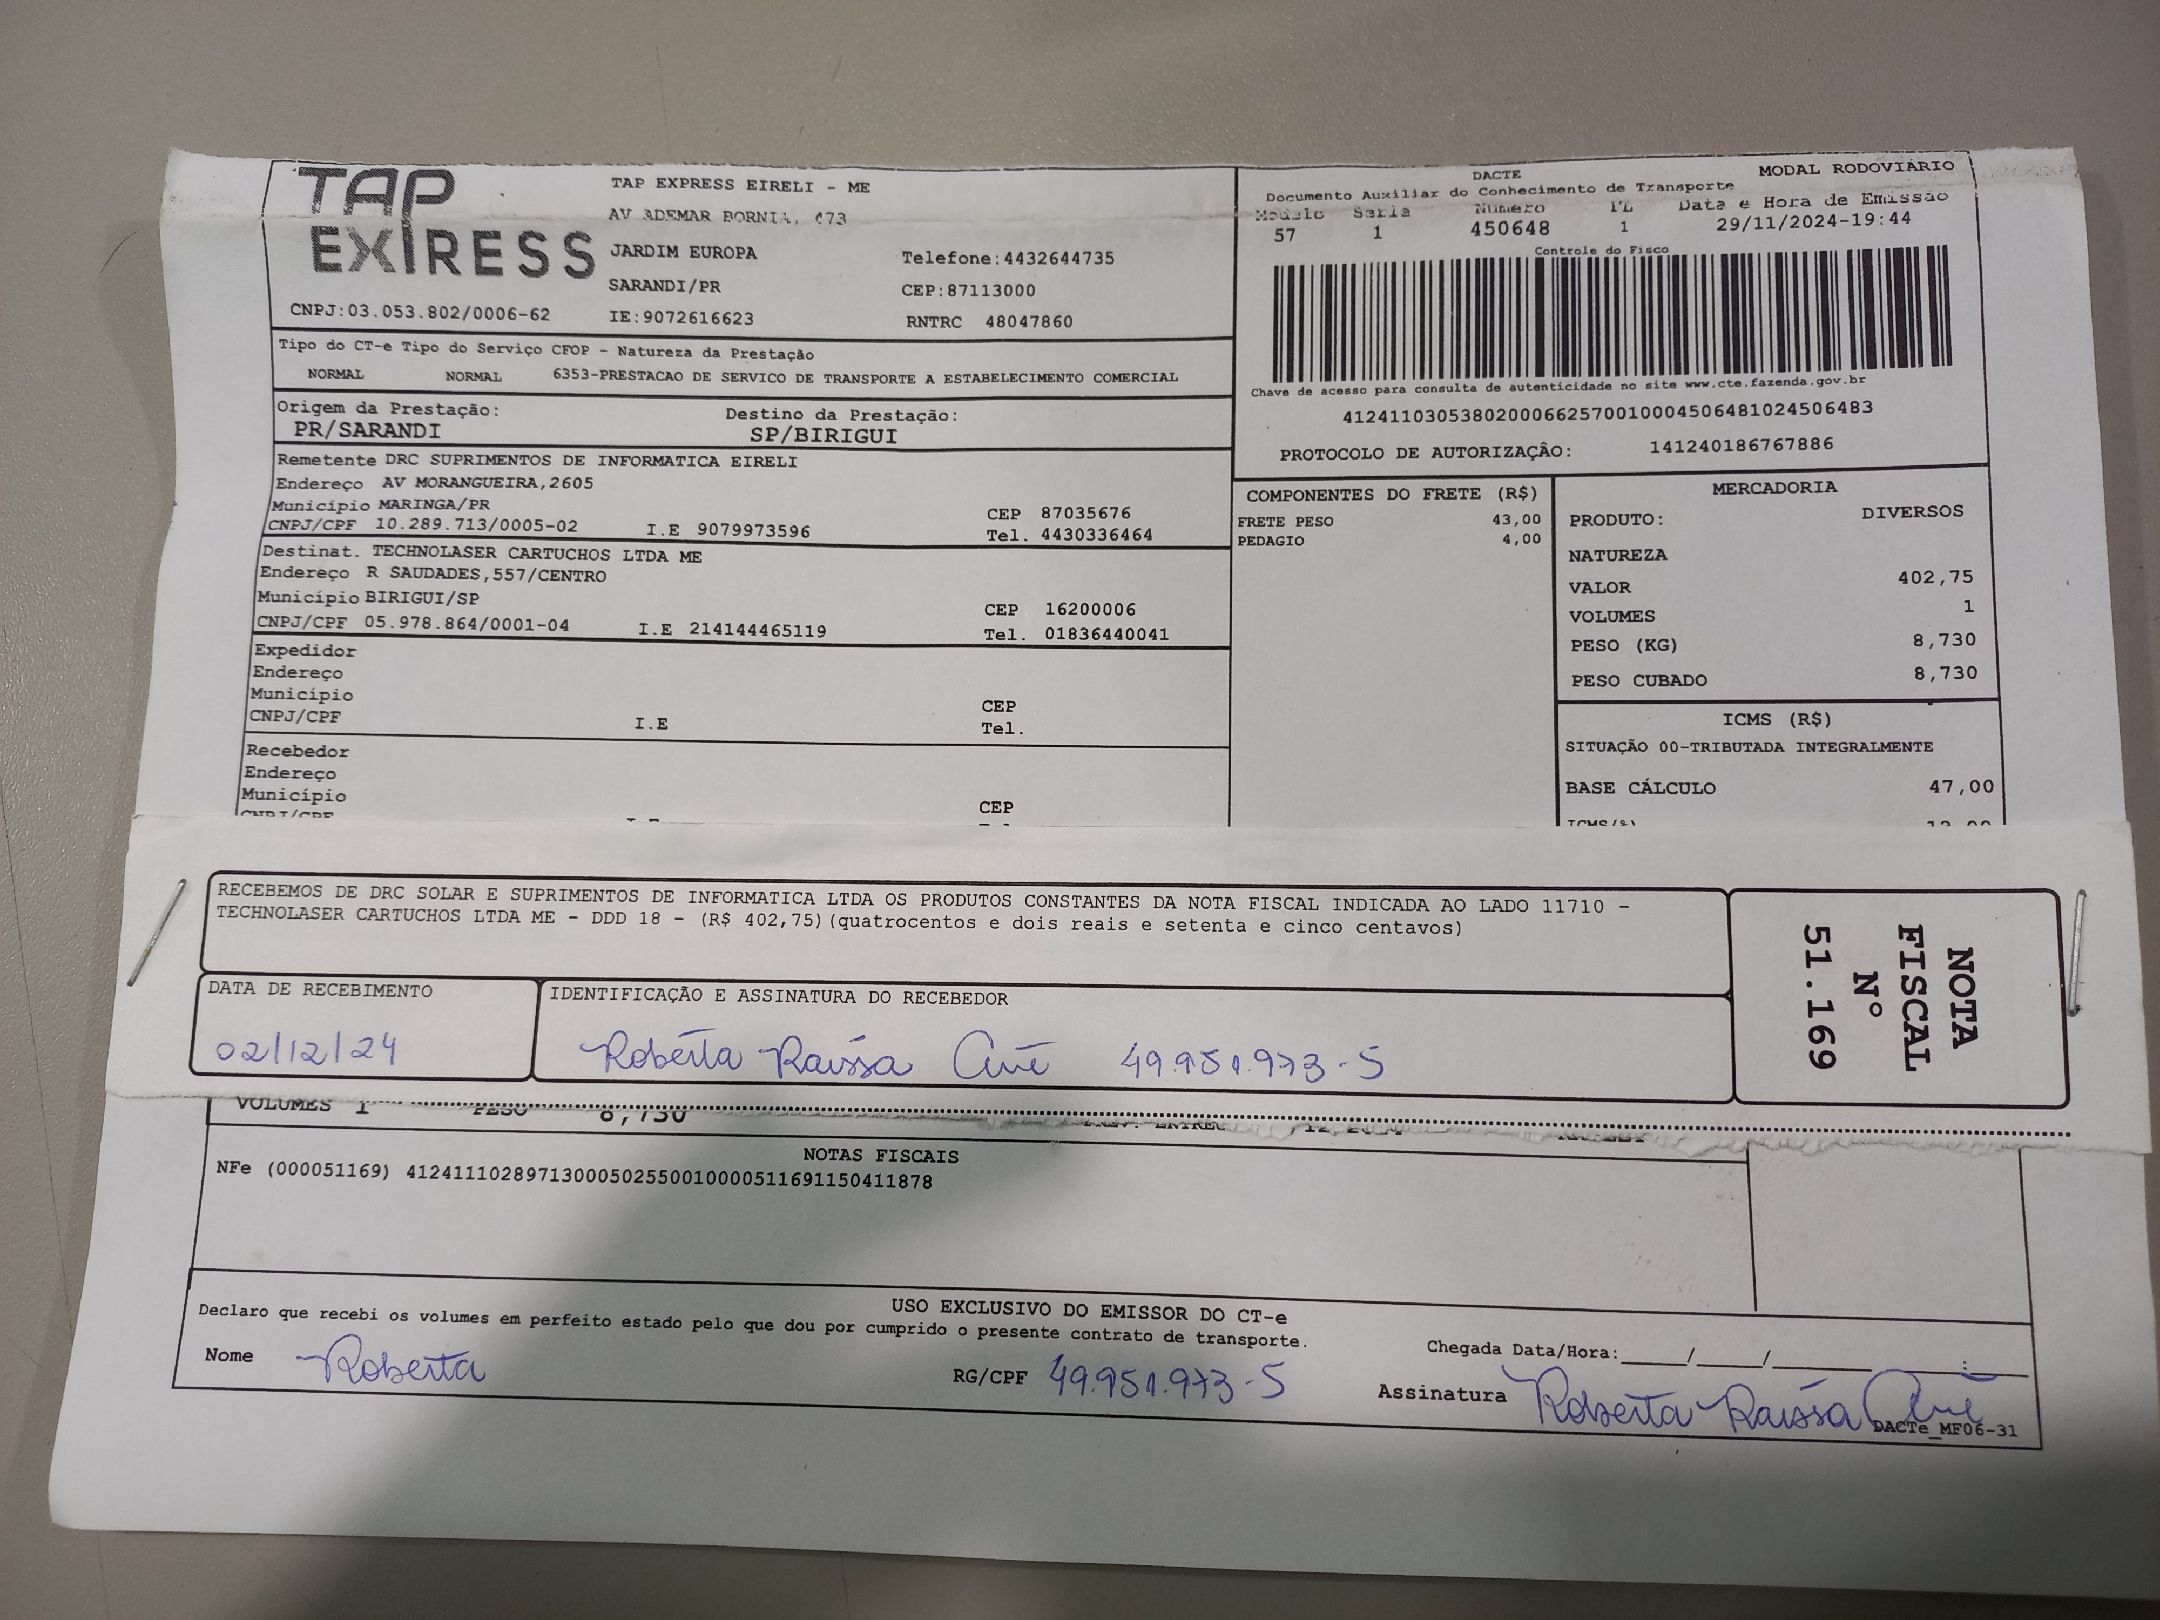 TAP
EXPRESS
TAP EXPRESS EIRELI - ME
AV ADEMAR BORNIA, 473
JARDIM EUROPA
Telefone:4432644735
SARANDI/PR
CEP:87113000
CNPJ:03.053.802/0006-62
IE:9072616623
RNTRC 48047860
DACTE
MODAL RODOVIÁRIO
Documento Auxiliar do Conhecimento de Transporte
Modelo Serie Número FL Data e Hora de Emissão
57 1 450648 1 29/11/2024-19:44
Controle do Fisco
Chave de acesso para consulta de autenticidade no site www.cte.fazenda.gov.br
41241103053802000662570010004506481024506483
PROTOCOLO DE AUTORIZAÇÃO: 141240186767886
Tipo do CT-e Tipo do Serviço CFOP - Natureza da Prestação
NORMAL NORMAL 6353-PRESTACAO DE SERVICO DE TRANSPORTE A ESTABELECIMENTO COMERCIAL
Origem da Prestação: Destino da Prestação:
PR/SARANDI SP/BIRIGUI
Remetente DRC SUPRIMENTOS DE INFORMATICA EIRELI
Endereço AV MORANGUEIRA,2605
Município MARINGA/PR CEP 87035676
CNPJ/CPF 10.289.713/0005-02 I.E 9079973596 Tel. 4430336464
Destinat. TECHNOLASER CARTUCHOS LTDA ME
Endereço R SAUDADES,557/CENTRO
Município BIRIGUI/SP CEP 16200006
CNPJ/CPF 05.978.864/0001-04 I.E 214144465119 Tel. 01836440041
Expedidor
Endereço
Município CEP
CNPJ/CPF I.E Tel.
Recebedor
Endereço
Município CEP
CNPJ/CPF
COMPONENTES DO FRETE (R$)
FRETE PESO 43,00
PEDAGIO 4,00
MERCADORIA
PRODUTO: DIVERSOS
NATUREZA
VALOR 402,75
VOLUMES 1
PESO (KG) 8,730
PESO CUBADO 8,730
ICMS (R$)
SITUAÇÃO 00-TRIBUTADA INTEGRALMENTE
BASE CÁLCULO 47,00
RECEBEMOS DE DRC SOLAR E SUPRIMENTOS DE INFORMATICA LTDA OS PRODUTOS CONSTANTES DA NOTA FISCAL INDICADA AO LADO 11710 -
TECHNOLASER CARTUCHOS LTDA ME - DDD 18 - (R$ 402,75)(quatrocentos e dois reais e setenta e cinco centavos)
DATA DE RECEBIMENTO
02/12/24
IDENTIFICAÇÃO E ASSINATURA DO RECEBEDOR
Roberta Raissa 49.951.973-5
NOTA
FISCAL
Nº
51.169
VOLUMES 1 PESO 8,730
NOTAS FISCAIS
NFe (000051169) 41241110289713000502550010000511691150411878
USO EXCLUSIVO DO EMISSOR DO CT-e
Declaro que recebi os volumes em perfeito estado pelo que dou por cumprido o presente contrato de transporte.
Nome Roberta
RG/CPF 49.951.973-5
Chegada Data/Hora:_____/_____/________ :
Assinatura Roberta Raissa
DACTe_MF06-31